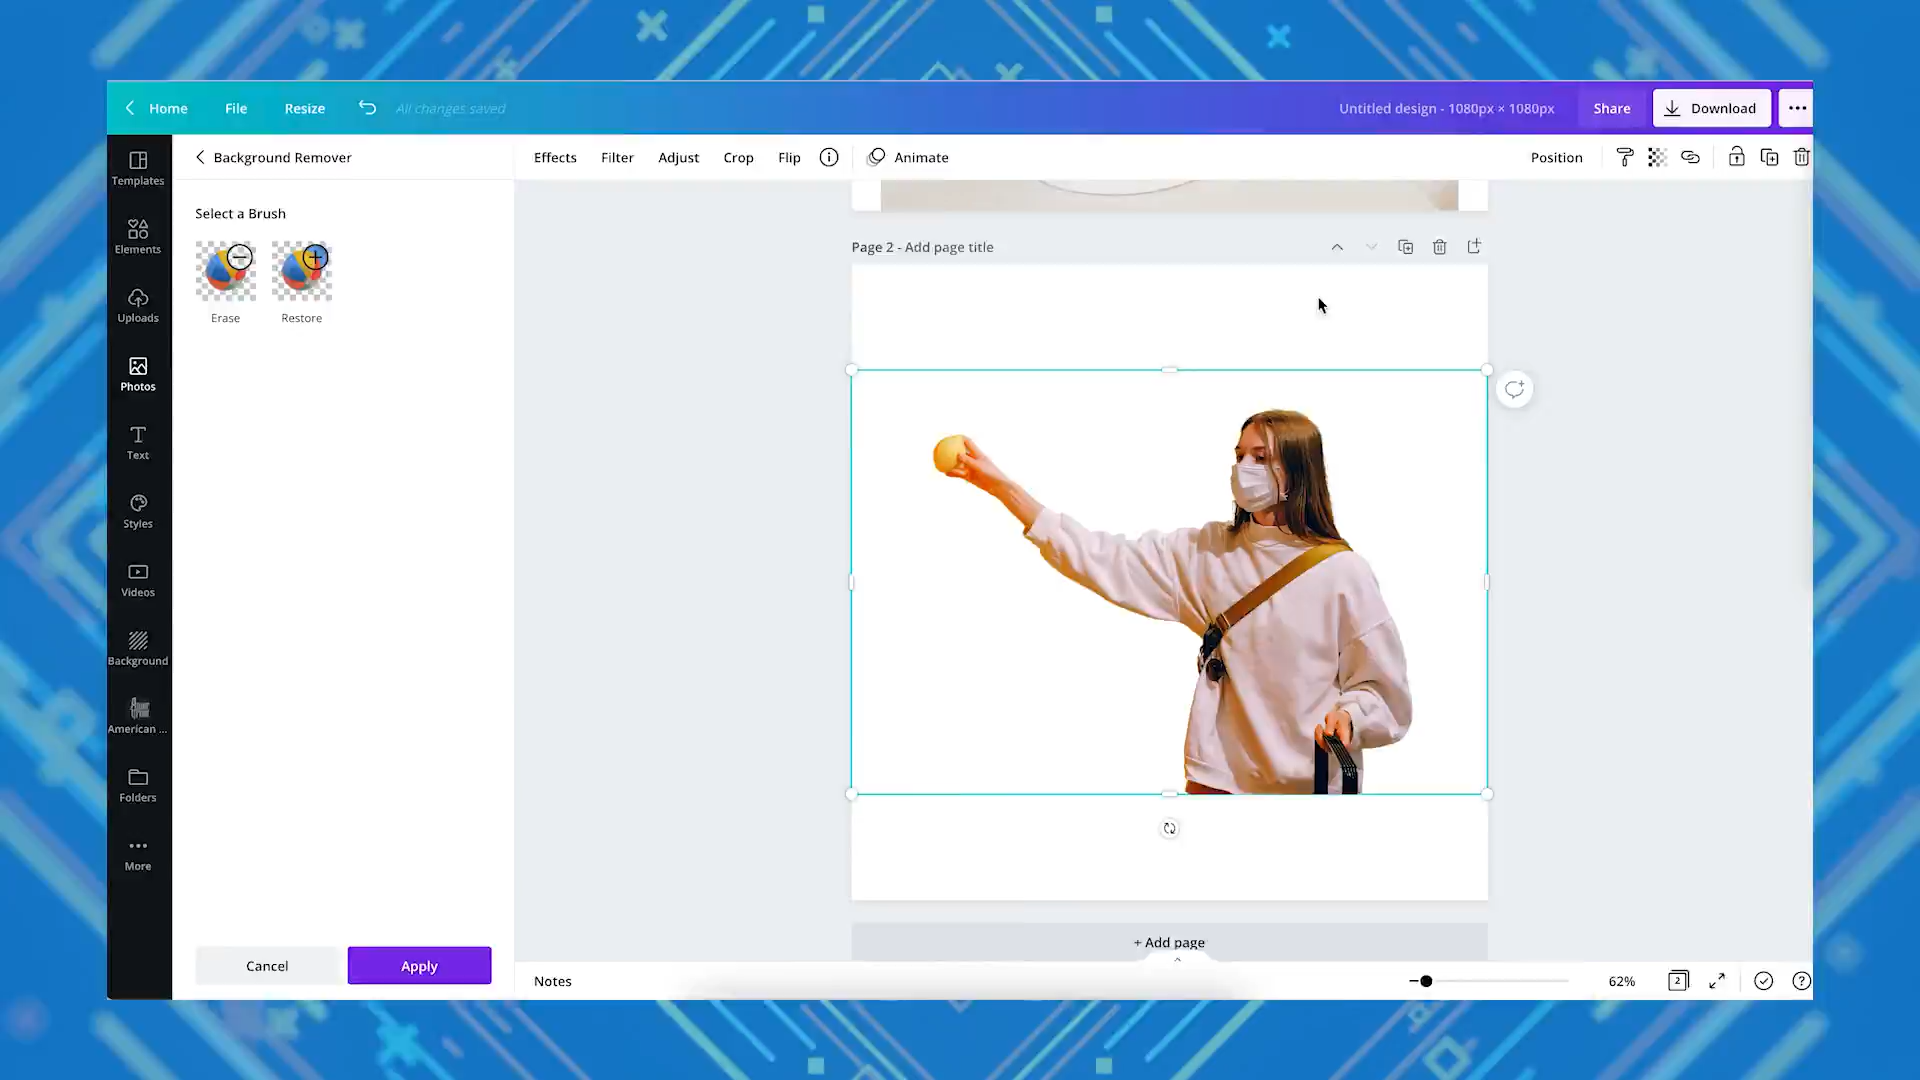 Home File Resize All changes saved Untitled design - 1080px × 1080px Share Download
Background Remover Effects Filter Adjust Crop Flip Animate Position
Templates
Select a Brush
Elements
Page 2 - Add page title
Uploads
Erase Restore
Photos
Text
Styles
Videos
Background
American ...
Folders
More
+ Add page
Cancel Apply
Notes 62% 2 ?